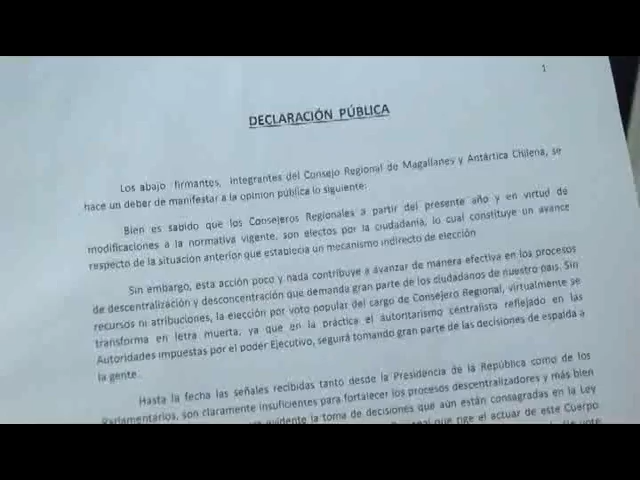 1
DECLARACIÓN PÚBLICA
Los abajo firmantes, integrantes del Consejo Regional de Magallanes y Antártica Chilena, se
hace un deber de manifestar a la opinion pública lo siguiente:
Bien es sabido que los Consejeros Regionales a partir del presente año y en virtud de
modificaciones a la normativa vigente, son electos por la ciudadanía, lo cual constituye un avance
respecto de la situación anterior que establecía un mecanismo indirecto de elección
Sin embargo, esta acción poco y nada contribuye a avanzar de manera efectiva en los procesos
de descentralización y desconcentración que demanda gran parte de los ciudadanos de nuestro país. Sin
recursos ni atribuciones, la elección por voto popular del cargo de Consejero Regional, virtualmente se
transforma en letra muerta, ya que en la práctica el autoritarismo centralista reflejado en las
Autoridades impuestas por el poder Ejecutivo, seguirá tomando gran parte de las decisiones de espalda a
la gente.
Hasta la fecha las señales recibidas tanto desde la Presidencia de la República como de los
Parlamentarios, son claramente insuficientes para fortalecer los procesos descentralizadores y más bien
evidente la toma de decisiones que aún están consagradas en la Ley
que rige el actuar de este Cuerpo